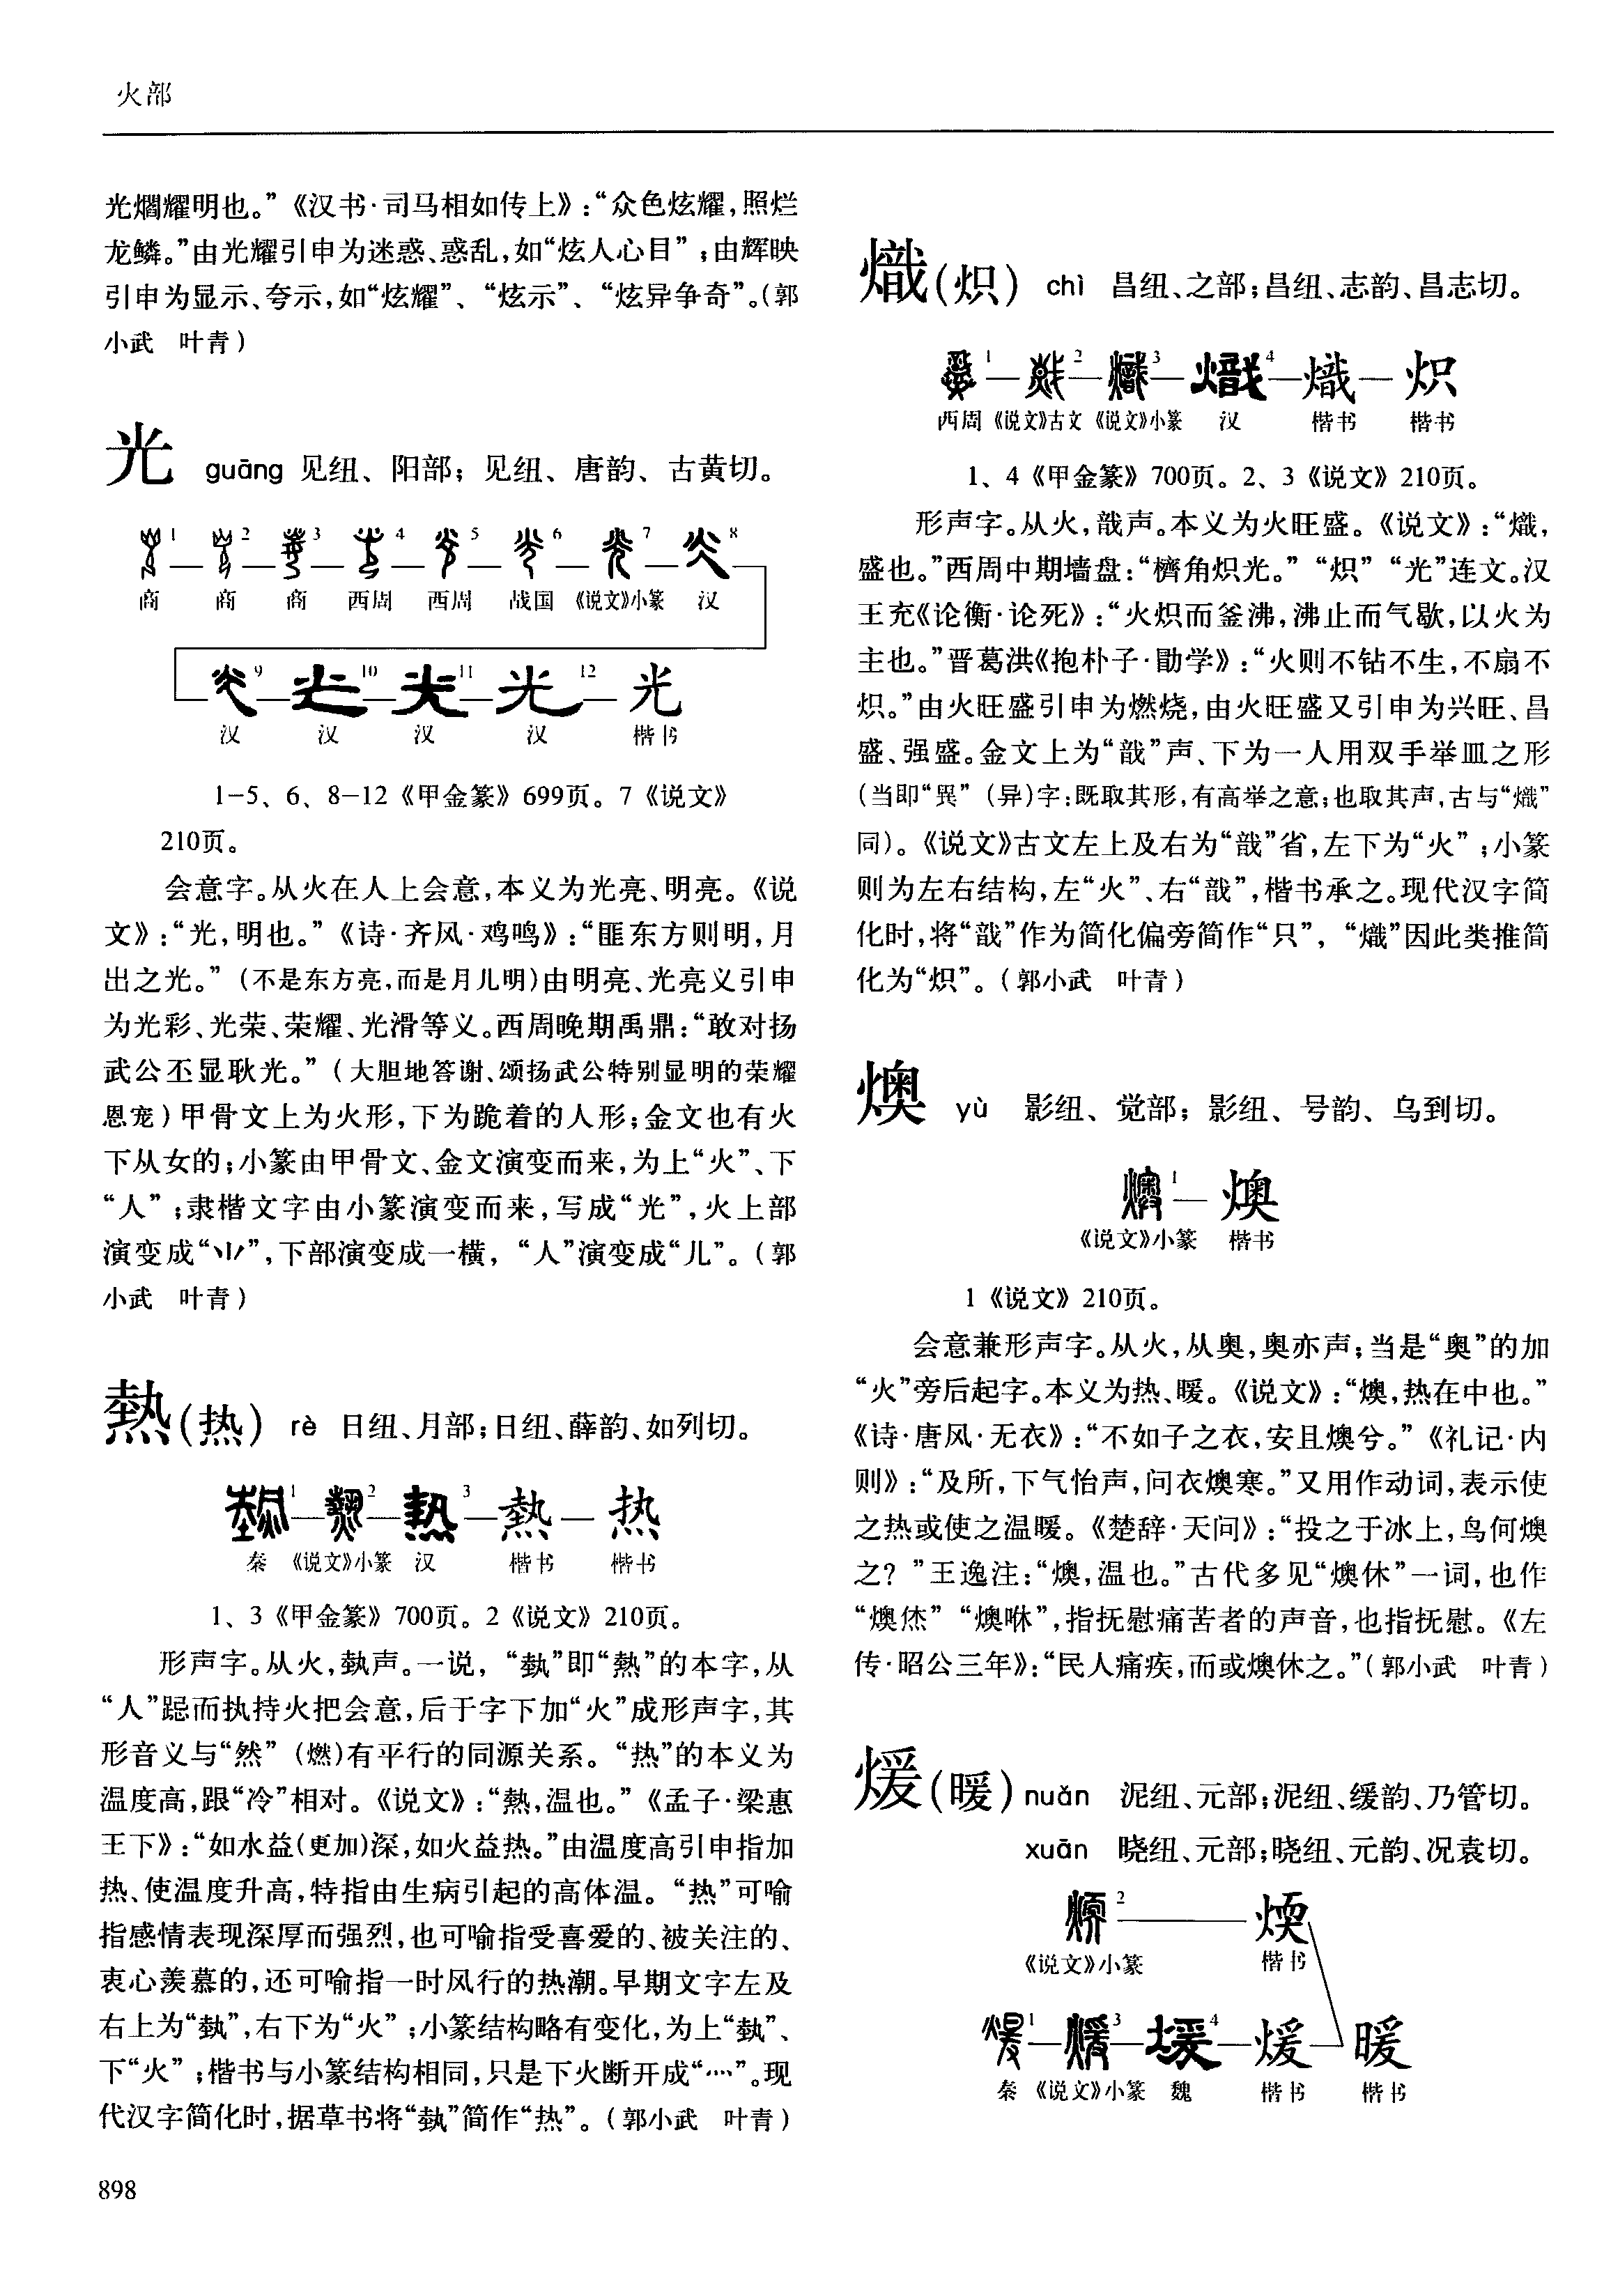 火部
光爓耀明也。”《汉书·司马相如传上》:“众色炫耀,照烂
龙鳞。”由光耀引申为迷惑、惑乱,如“炫人心目”;由辉映
引申为显示、夸示,如“炫耀”、“炫示”、“炫异争奇”。(郭
小武 叶青)
光 guāng 见纽、阳部;见纽、唐韵、古黄切。
1 2 3 4 5 6 7 8
商 商 商 西周 西周 战国 《说文》小篆 汉
9 10 11 光 12 光
汉 汉 汉 汉 楷书
1-5、6、8-12《甲金篆》699页。7《说文》
210页。
会意字。从火在人上会意,本义为光亮、明亮。《说
文》:“光,明也。”《诗·齐风·鸡鸣》:“匪东方则明,月
出之光。”(不是东方亮,而是月儿明)由明亮、光亮义引申
为光彩、光荣、荣耀、光滑等义。西周晚期禹鼎:“敢对扬
武公丕显耿光。”(大胆地答谢、颂扬武公特别显明的荣耀
恩宠)甲骨文上为火形,下为跪着的人形;金文也有火
下从女的;小篆由甲骨文、金文演变而来,为上“火”、下
“人”;隶楷文字由小篆演变而来,写成“光”,火上部
演变成“⺌”,下部演变成一横,“人”演变成“儿”。(郭
小武 叶青)
熱(热) rè 日纽、月部;日纽、薛韵、如列切。
1 2 熱 3 熱 热
秦 《说文》小篆 汉 楷书 楷书
1、3《甲金篆》700页。2《说文》210页。
形声字。从火,埶声。一说,“埶”即“熱”的本字,从
“人”跽而执持火把会意,后于字下加“火”成形声字,其
形音义与“然”(燃)有平行的同源关系。“热”的本义为
温度高,跟“冷”相对。《说文》:“熱,温也。”《孟子·梁惠
王下》:“如水益(更加)深,如火益热。”由温度高引申指加
热、使温度升高,特指由生病引起的高体温。“热”可喻
指感情表现深厚而强烈,也可喻指受喜爱的、被关注的、
衷心羡慕的,还可喻指一时风行的热潮。早期文字左及
右上为“埶”,右下为“火”;小篆结构略有变化,为上“埶”、
下“火”;楷书与小篆结构相同,只是下火断开成“灬”。现
代汉字简化时,据草书将“埶”简作“热”。(郭小武 叶青)
898
熾(炽) chì 昌纽、之部;昌纽、志韵、昌志切。
1 2 3 4 熾 炽
西周 《说文》古文 《说文》小篆 汉 楷书 楷书
1、4《甲金篆》700页。2、3《说文》210页。
形声字。从火,戠声。本义为火旺盛。《说文》:“熾,
盛也。”西周中期墙盘:“櫅角炽光。”“炽”“光”连文。汉
王充《论衡·论死》:“火炽而釜沸,沸止而气歇,以火为
主也。”晋葛洪《抱朴子·勖学》:“火则不钻不生,不扇不
炽。”由火旺盛引申为燃烧,由火旺盛又引申为兴旺、昌
盛、强盛。金文上为“戠”声、下为一人用双手举皿之形
(当即“異”(异)字:既取其形,有高举之意;也取其声,古与“熾”
同)。《说文》古文左上及右为“戠”省,左下为“火”;小篆
则为左右结构,左“火”、右“戠”,楷书承之。现代汉字简
化时,将“戠”作为简化偏旁简作“只”,“熾”因此类推简
化为“炽”。(郭小武 叶青)
燠 yù 影纽、觉部;影纽、号韵、乌到切。
1 燠
《说文》小篆 楷书
1《说文》210页。
会意兼形声字。从火,从奥,奥亦声;当是“奥”的加
“火”旁后起字。本义为热、暖。《说文》:“燠,热在中也。”
《诗·唐风·无衣》:“不如子之衣,安且燠兮。”《礼记·内
则》:“及所,下气怡声,问衣燠寒。”又用作动词,表示使
之热或使之温暖。《楚辞·天问》:“投之于冰上,鸟何燠
之?”王逸注:“燠,温也。”古代多见“燠休”一词,也作
“燠烋”“燠咻”,指抚慰痛苦者的声音,也指抚慰。《左
传·昭公三年》:“民人痛疾,而或燠休之。”(郭小武 叶青)
煖(暖) nuǎn 泥纽、元部;泥纽、缓韵、乃管切。
xuān 晓纽、元部;晓纽、元韵、况袁切。
2 煗
《说文》小篆 楷书
1 3 4 煖 暖
秦 《说文》小篆 魏 楷书 楷书